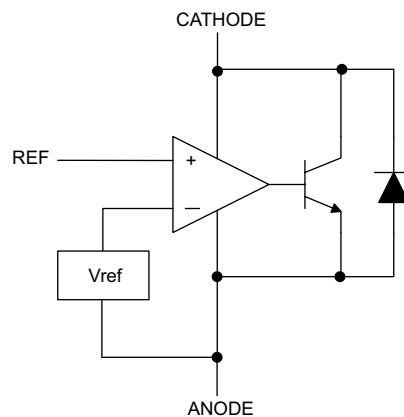 CATHODE
REF
+
−
Vref
ANODE